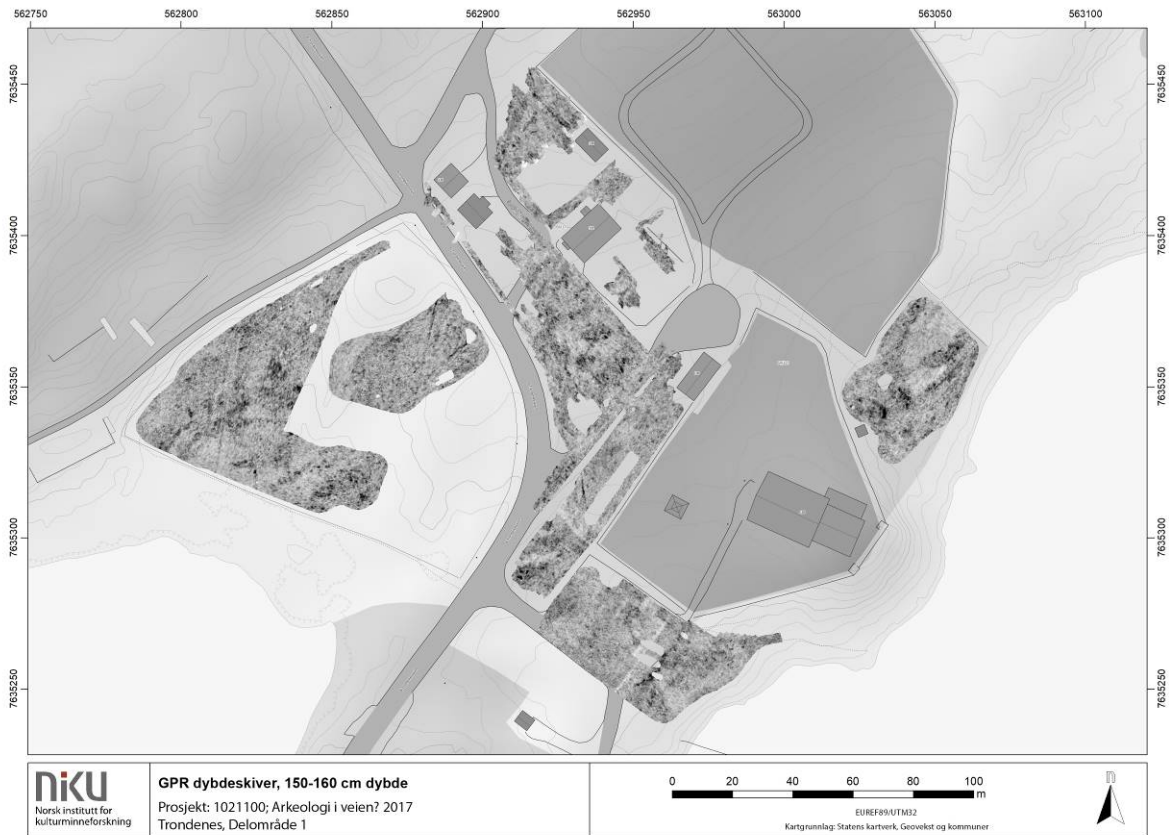 562750 562800 562850 562900 562950 563000 563050 563100
7635450 7635450
7635400 7635400
7635350 7635350
7635300 7635300
7635250 7635250
niku
Norsk institutt for
kulturminneforskning
GPR dybdeskiver, 150-160 cm dybde
Prosjekt: 1021100; Arkeologi i veien? 2017
Trondenes, Delområde 1
0 20 40 60 80 100
m
EUREF89/UTM32
Kartgrunnlag: Statens kartverk, Geovekst og kommuner
n